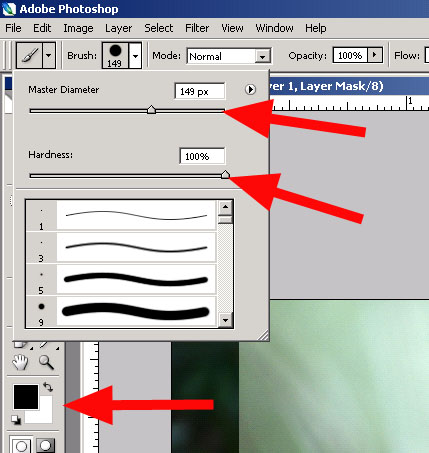 Adobe Photoshop
File Edit Image Layer Select Filter View Window Help
Brush: 149 Mode: Normal Opacity: 100% Flow:
yer 1, Layer Mask/8)
Master Diameter 149 px
1
Hardness: 100%
1
3
5
9